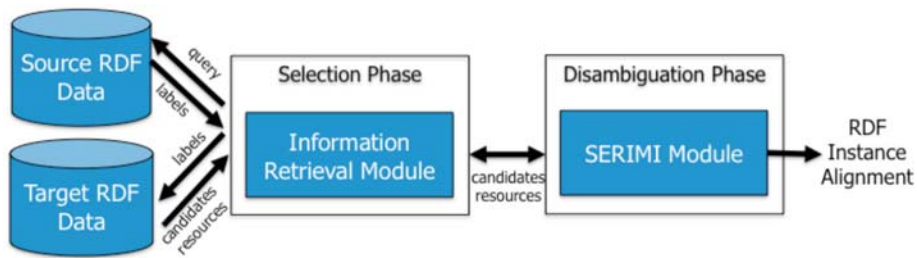 Source RDF
Data
query
labels
labels
candidates
resources
Target RDF
Data
Selection Phase
Information
Retrieval Module
candidates
resources
Disambiguation Phase
SERIMI Module
RDF
Instance
Alignment